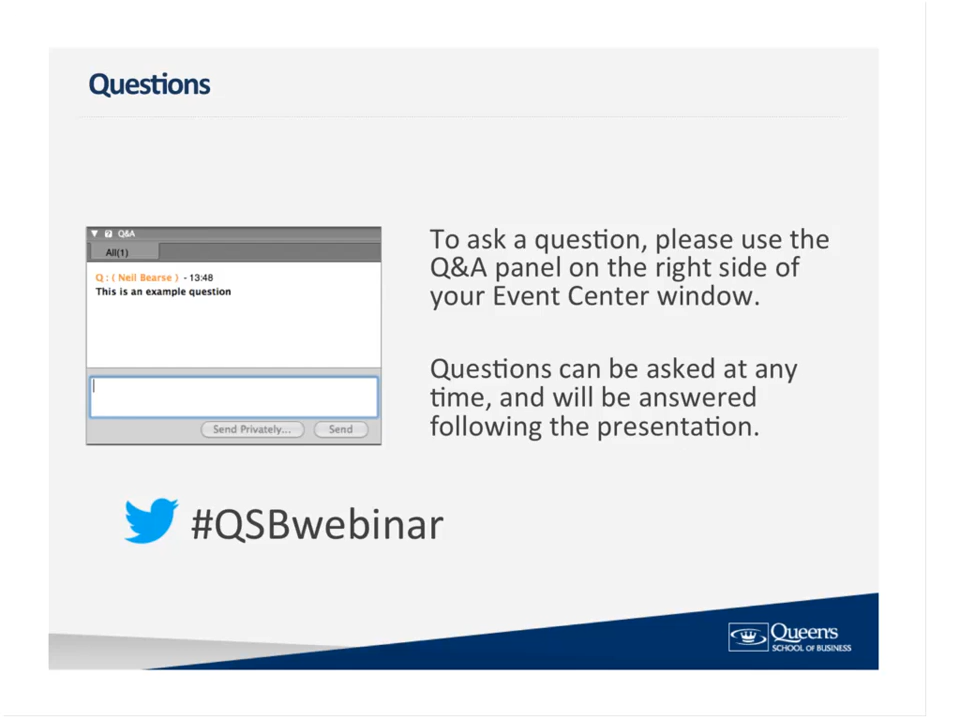 Questions
Q&A
All(1)
Q : ( Neil Bearse ) - 13:48
This is an example question
Send Privately...
Send
To ask a question, please use the
Q&A panel on the right side of
your Event Center window.
Questions can be asked at any
time, and will be answered
following the presentation.
#QSBwebinar
Queen's
SCHOOL OF BUSINESS